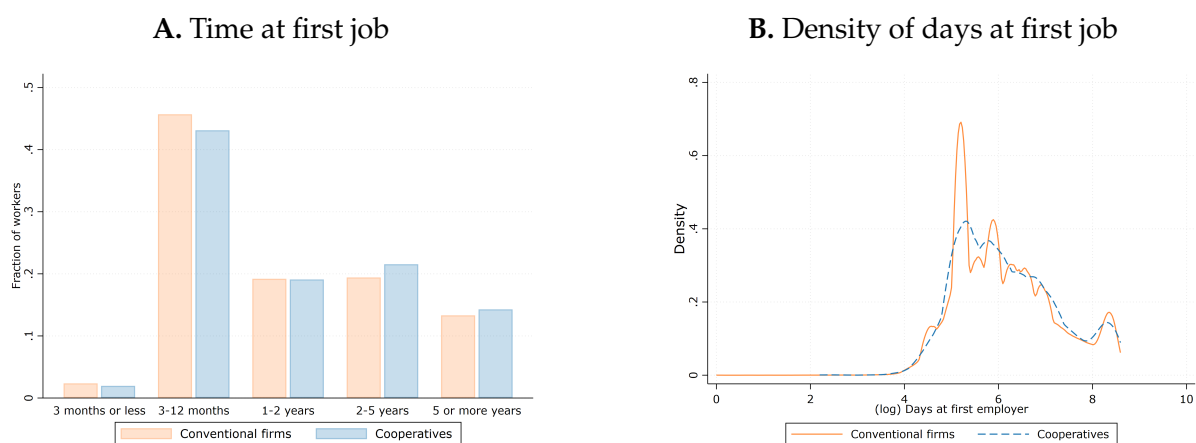 A. Time at first job
.5
.4
.3
.2
.1
0
Fraction of workers
3 months or less 3-12 months 1-2 years 2-5 years 5 or more years
Conventional firms Cooperatives
B. Density of days at first job
.8
.6
.4
.2
0
Density
0 2 4 6 8 10
(log) Days at first employer
Conventional firms Cooperatives